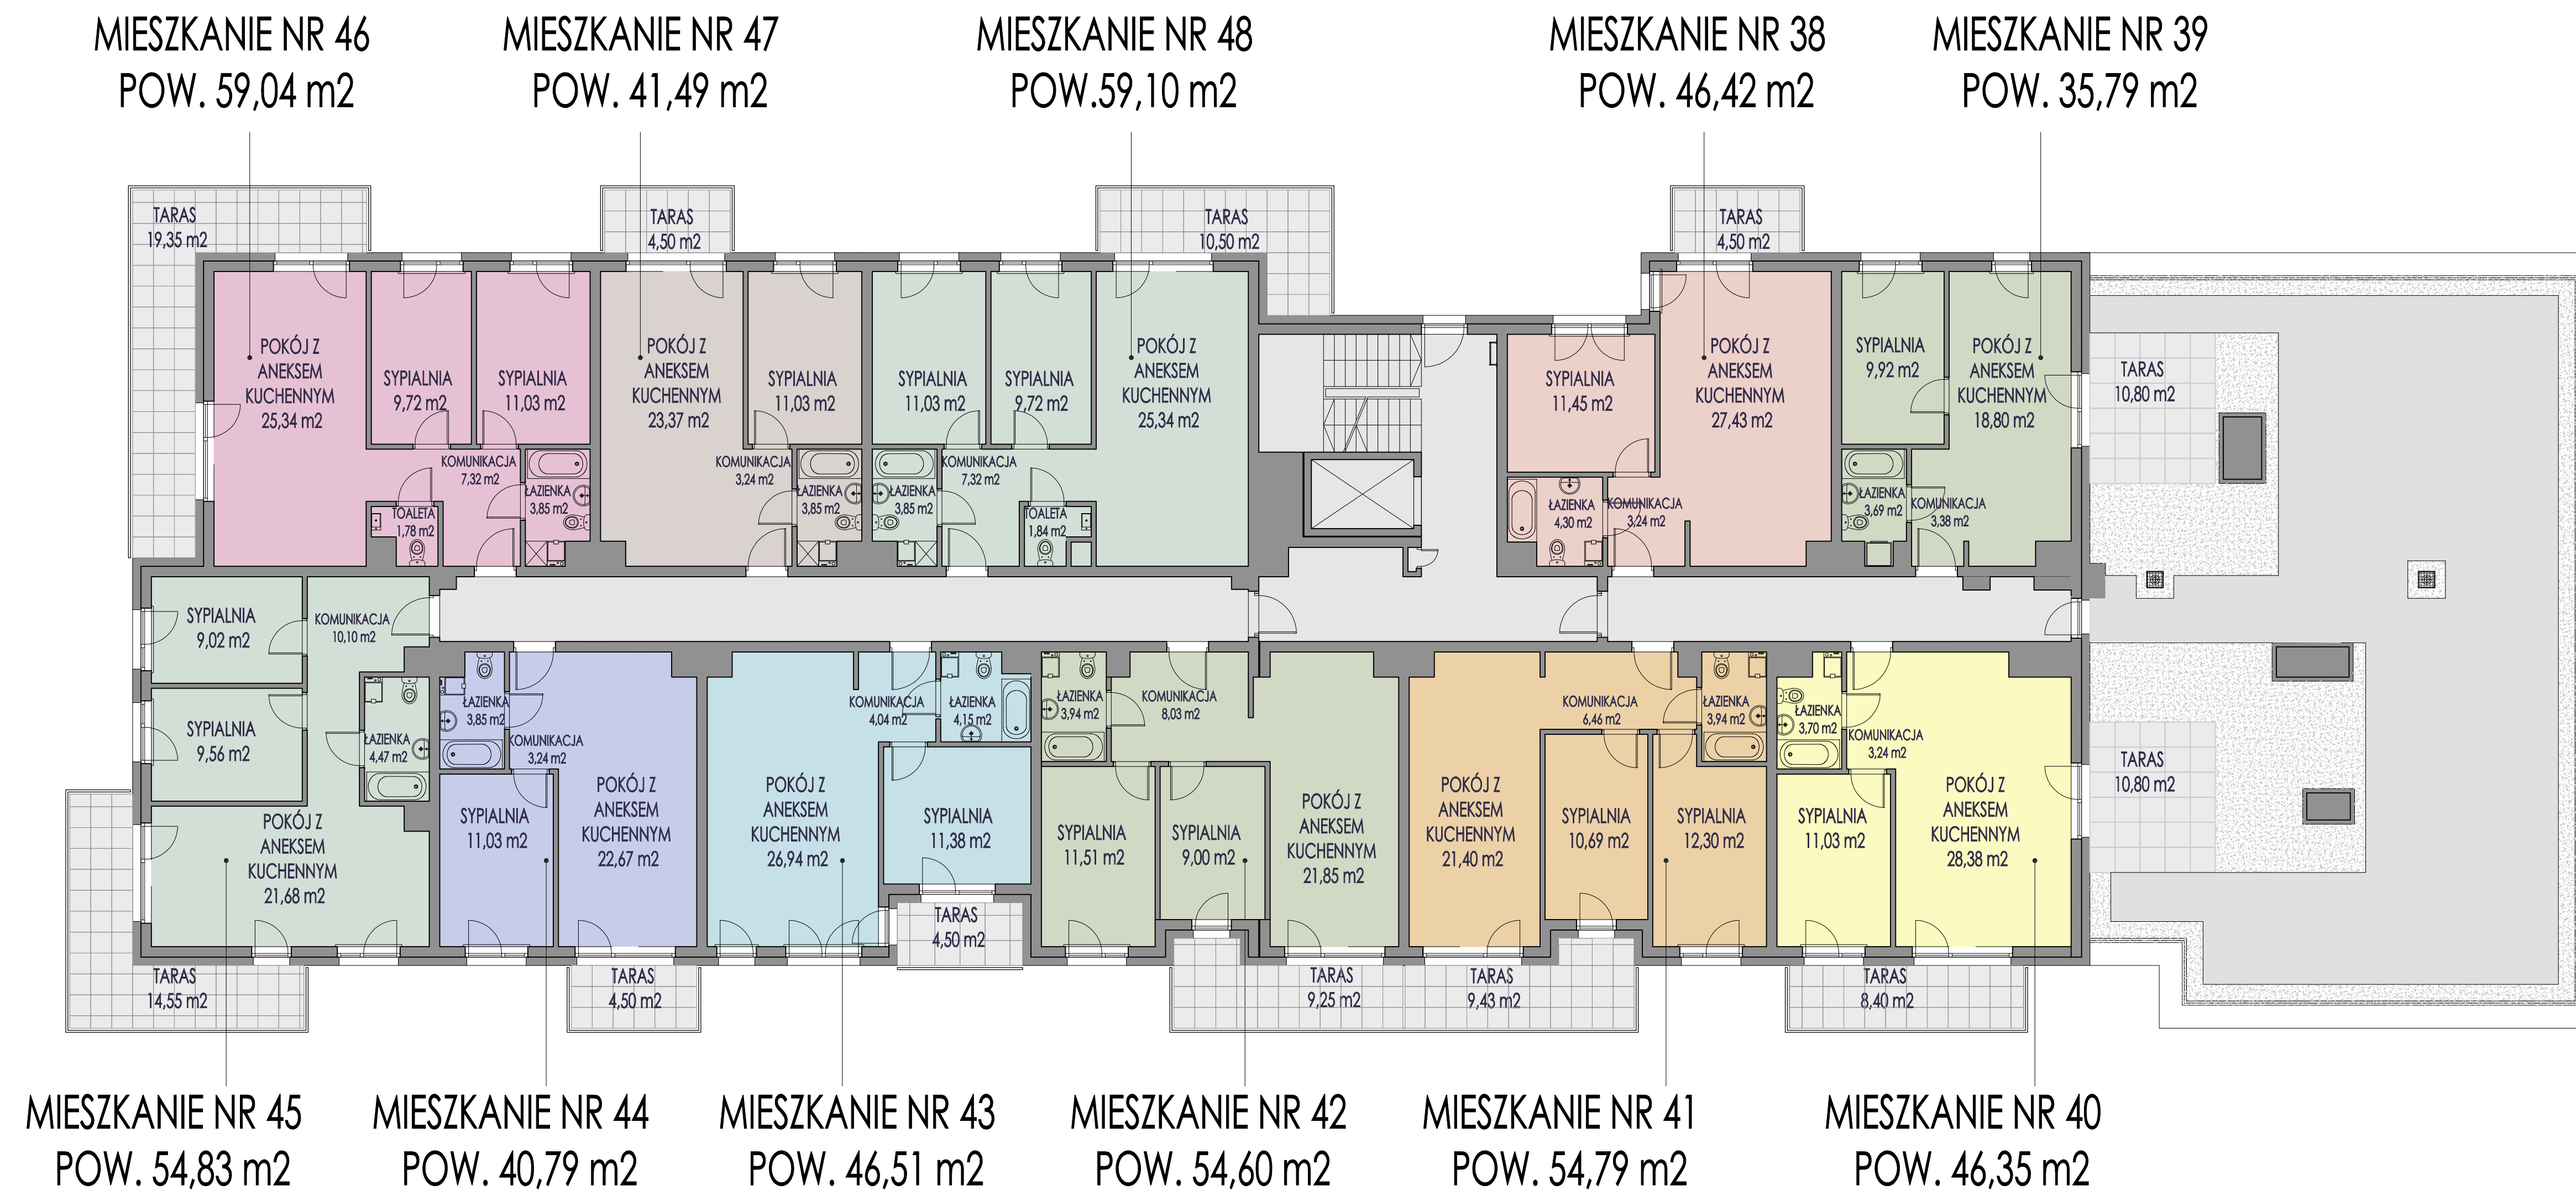 MIESZKANIE NR 46
POW. 59,04 m2
MIESZKANIE NR 47
POW. 41,49 m2
MIESZKANIE NR 48
POW.59,10 m2
MIESZKANIE NR 38
POW. 46,42 m2
MIESZKANIE NR 39
POW. 35,79 m2
TARAS
19,35 m2
TARAS
4,50 m2
TARAS
10,50 m2
TARAS
4,50 m2
POKÓJ Z
ANEKSEM
KUCHENNYM
25,34 m2
SYPIALNIA
9,72 m2
SYPIALNIA
11,03 m2
KOMUNIKACJA
7,32 m2
ŁAZIENKA
3,85 m2
TOALETA
1,78 m2
POKÓJ Z
ANEKSEM
KUCHENNYM
23,37 m2
SYPIALNIA
11,03 m2
KOMUNIKACJA
3,24 m2
ŁAZIENKA
3,85 m2
SYPIALNIA
11,03 m2
SYPIALNIA
9,72 m2
POKÓJ Z
ANEKSEM
KUCHENNYM
25,34 m2
ŁAZIENKA
3,85 m2
KOMUNIKACJA
7,32 m2
TOALETA
1,84 m2
SYPIALNIA
11,45 m2
POKÓJ Z
ANEKSEM
KUCHENNYM
27,43 m2
ŁAZIENKA
4,30 m2
KOMUNIKACJA
3,24 m2
SYPIALNIA
9,92 m2
POKÓJ Z
ANEKSEM
KUCHENNYM
18,80 m2
ŁAZIENKA
3,69 m2
KOMUNIKACJA
3,38 m2
TARAS
10,80 m2
SYPIALNIA
9,02 m2
KOMUNIKACJA
10,10 m2
SYPIALNIA
9,56 m2
ŁAZIENKA
4,47 m2
POKÓJ Z
ANEKSEM
KUCHENNYM
21,68 m2
ŁAZIENKA
3,85 m2
KOMUNIKACJA
3,24 m2
SYPIALNIA
11,03 m2
POKÓJ Z
ANEKSEM
KUCHENNYM
22,67 m2
POKÓJ Z
ANEKSEM
KUCHENNYM
26,94 m2
KOMUNIKACJA
4,04 m2
ŁAZIENKA
4,15 m2
SYPIALNIA
11,38 m2
TARAS
4,50 m2
ŁAZIENKA
3,94 m2
KOMUNIKACJA
8,03 m2
SYPIALNIA
11,51 m2
SYPIALNIA
9,00 m2
POKÓJ Z
ANEKSEM
KUCHENNYM
21,85 m2
POKÓJ Z
ANEKSEM
KUCHENNYM
21,40 m2
KOMUNIKACJA
6,46 m2
ŁAZIENKA
3,94 m2
SYPIALNIA
10,69 m2
SYPIALNIA
12,30 m2
ŁAZIENKA
3,70 m2
KOMUNIKACJA
3,24 m2
SYPIALNIA
11,03 m2
POKÓJ Z
ANEKSEM
KUCHENNYM
28,38 m2
TARAS
10,80 m2
TARAS
14,55 m2
TARAS
4,50 m2
TARAS
9,25 m2
TARAS
9,43 m2
TARAS
8,40 m2
MIESZKANIE NR 45
POW. 54,83 m2
MIESZKANIE NR 44
POW. 40,79 m2
MIESZKANIE NR 43
POW. 46,51 m2
MIESZKANIE NR 42
POW. 54,60 m2
MIESZKANIE NR 41
POW. 54,79 m2
MIESZKANIE NR 40
POW. 46,35 m2